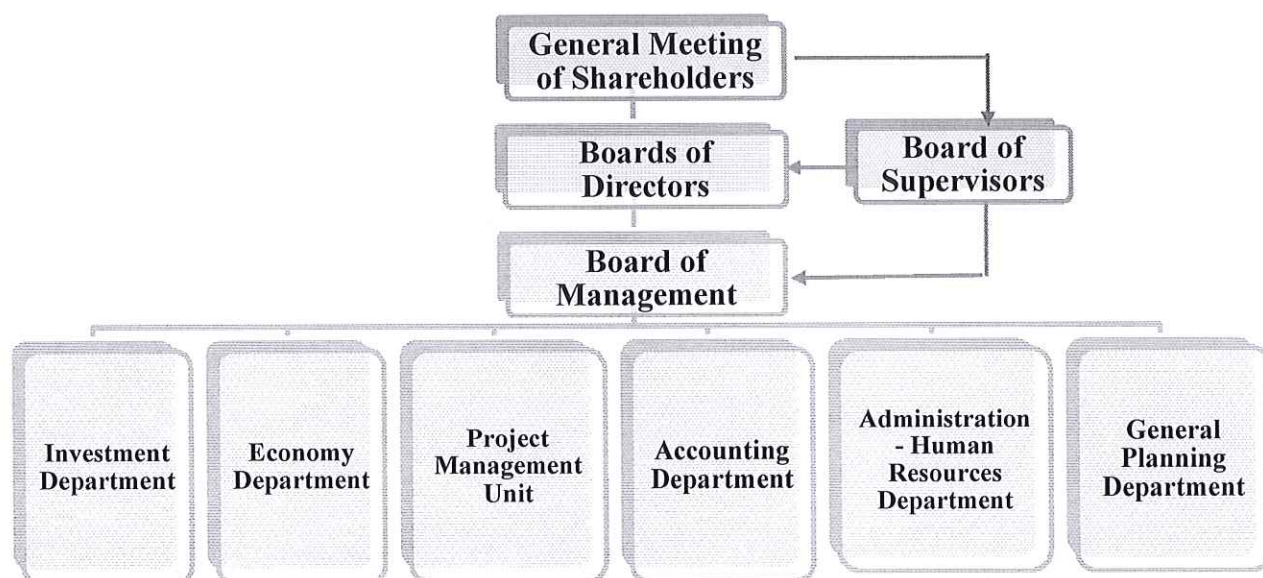 General Meeting
of Shareholders
Boards of
Directors
Board of
Supervisors
Board of
Management
Investment
Department
Economy
Department
Project
Management
Unit
Accounting
Department
Administration
- Human
Resources
Department
General
Planning
Department